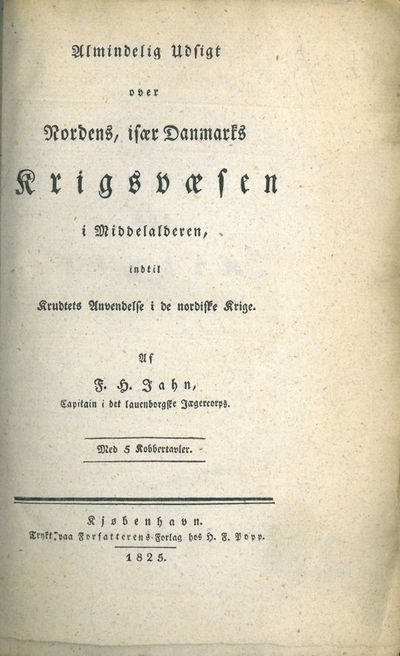 Almindelig Udsigt
over
Nordens, især Danmarks
Krigsvæsen
i Middelalderen,
indtil
Krudtets Anvendelse i de nordiske Krige.
Af
F. H. Jahn,
Capitain i det lauenborgske Jægercorps.
Med 5 Kobbertavler.
Kjøbenhavn.
Trykt paa Forfatterens Forlag hos H. F. Popp.
1825.